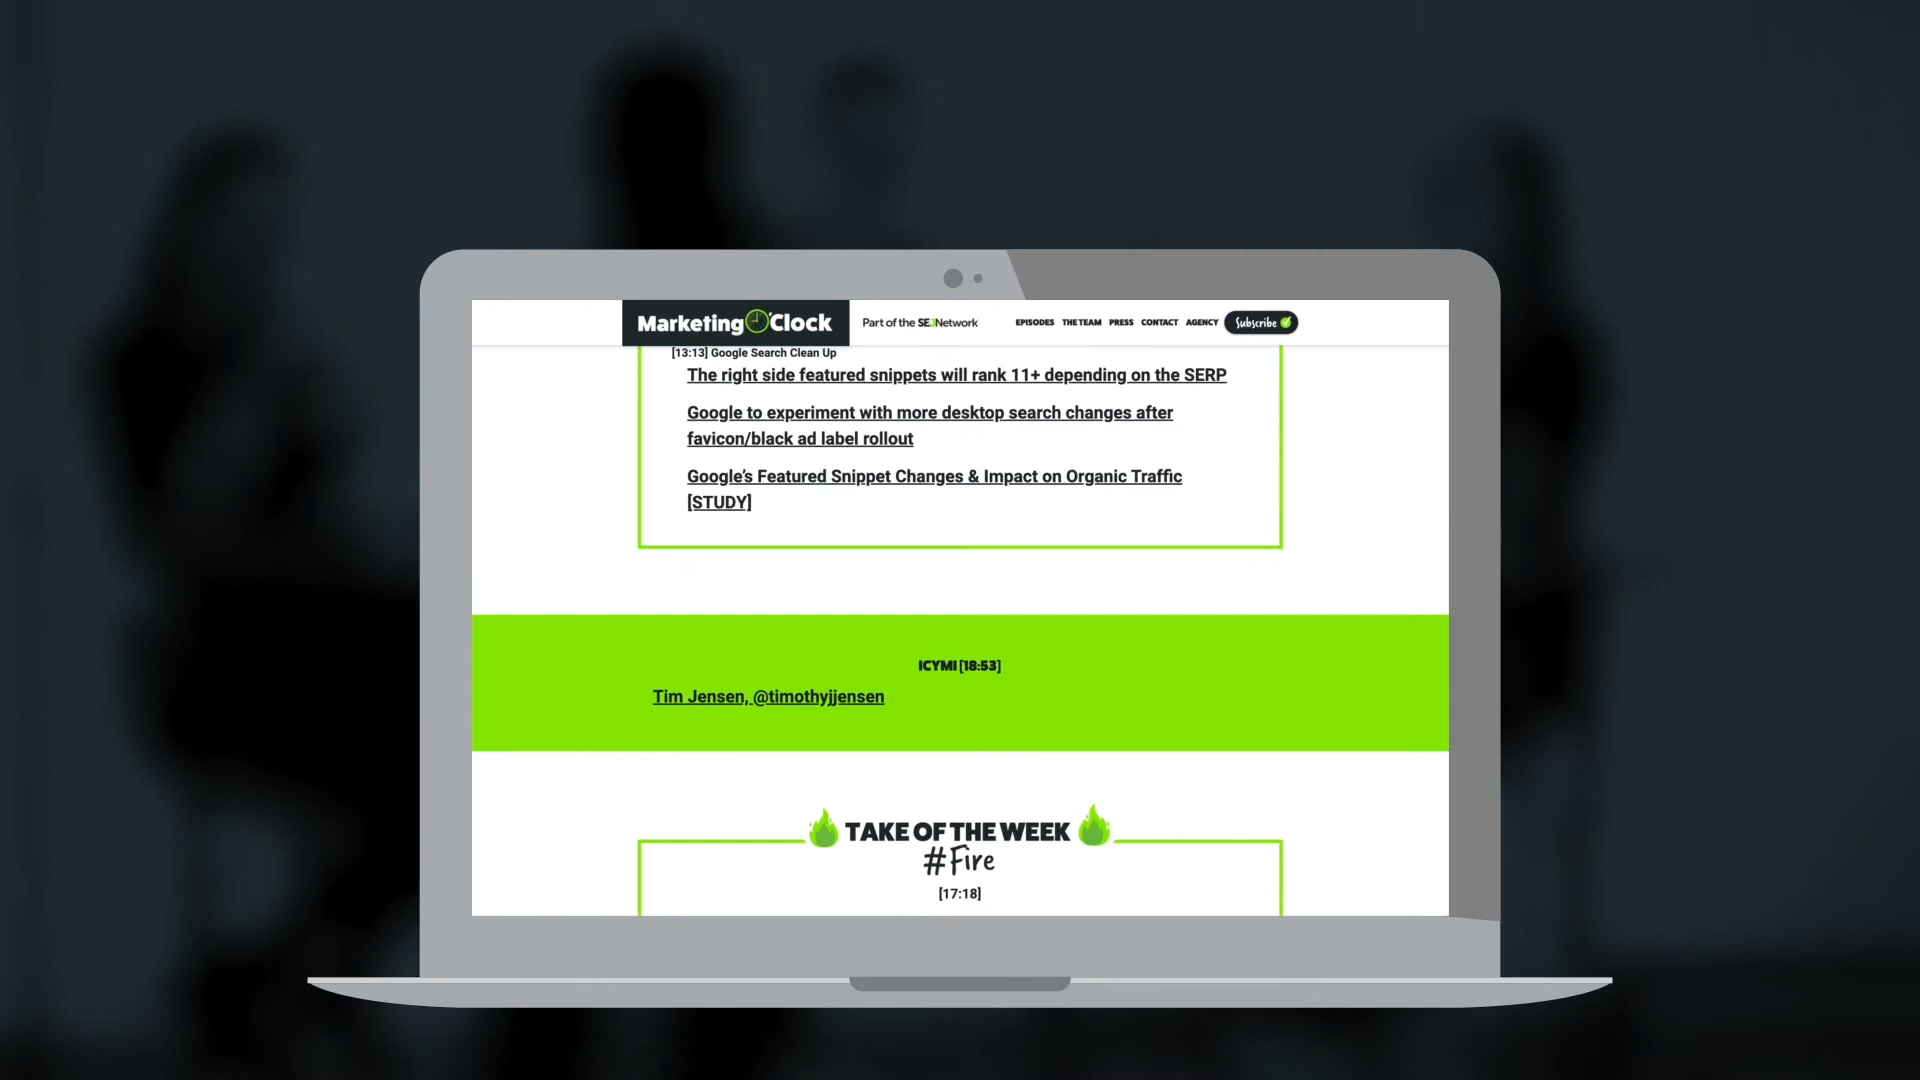 Marketing O'Clock
Part of the SEJ Network
EPISODES THE TEAM PRESS CONTACT AGENCY Subscribe
[13:13] Google Search Clean Up
The right side featured snippets will rank 11+ depending on the SERP
Google to experiment with more desktop search changes after
favicon/black ad label rollout
Google’s Featured Snippet Changes & Impact on Organic Traffic
[STUDY]
ICYMI [18:53]
Tim Jensen, @timothyjjensen
TAKE OF THE WEEK
#Fire
[17:18]